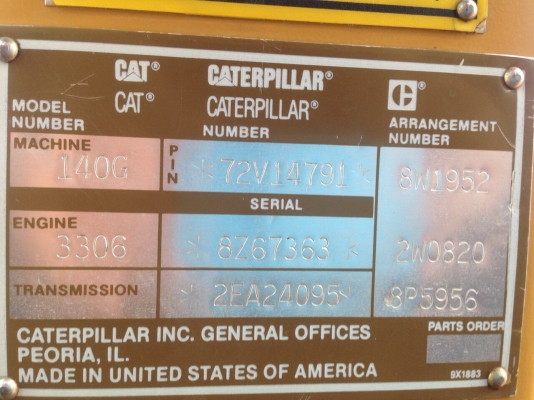 CAT® CATERPILLAR® C®
CAT® CATERPILLAR®
MODEL NUMBER NUMBER ARRANGEMENT NUMBER
MACHINE 140G PIN *72V14791* 8W1952
SERIAL
ENGINE 3306 *8Z67363* 2W0820
TRANSMISSION *2EA24095* 8P5956
CATERPILLAR INC. GENERAL OFFICES PARTS ORDER
PEORIA, IL.
MADE IN UNITED STATES OF AMERICA 9X1883